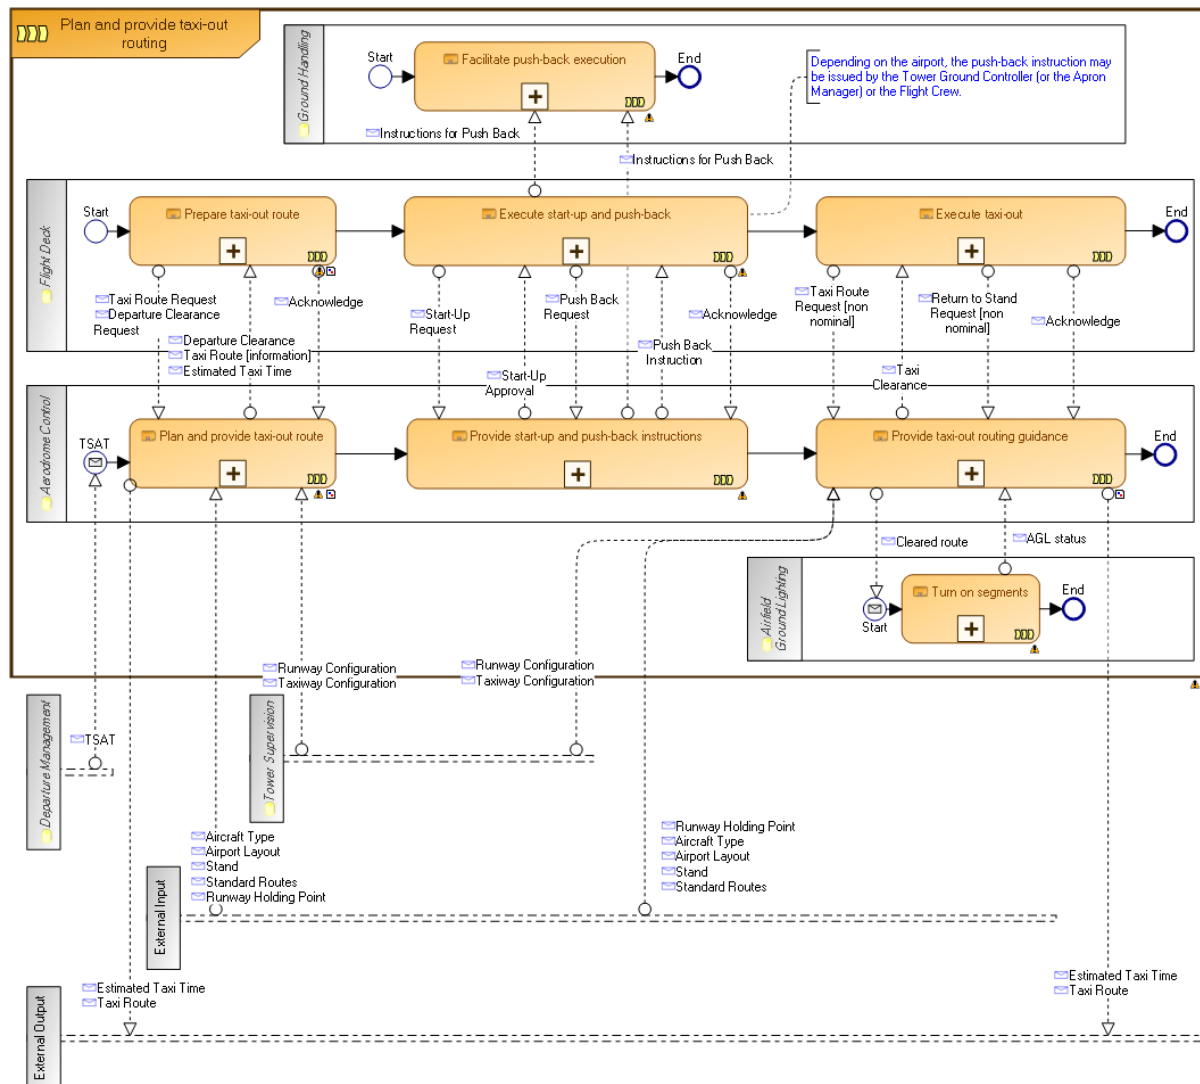 Plan and provide taxi-out
routing
Ground Handling
Start
Facilitate push-back execution
End
Depending on the airport, the push-back instruction may
be issued by the Tower Ground Controller (or the Apron
Manager) or the Flight Crew.
Instructions for Push Back
Instructions for Push Back
Flight Deck
Start
Prepare taxi-out route
Execute start-up and push-back
Execute taxi-out
End
Taxi Route Request
Departure Clearance
Request
Acknowledge
Departure Clearance
Taxi Route [information]
Estimated Taxi Time
Start-Up
Request
Push Back
Request
Acknowledge
Push Back
Instruction
Start-Up
Approval
Taxi Route
Request [non
nominal]
Return to Stand
Request [non
nominal]
Acknowledge
Taxi
Clearance
Aerodrome Control
TSAT
Plan and provide taxi-out route
Provide start-up and push-back instructions
Provide taxi-out routing guidance
End
Cleared route
AGL status
Airfield
Ground Lighting
Start
Turn on segments
End
Runway Configuration
Taxiway Configuration
Runway Configuration
Taxiway Configuration
Departure Management
TSAT
Tower Supervision
Aircraft Type
Airport Layout
Stand
Standard Routes
Runway Holding Point
Runway Holding Point
Aircraft Type
Airport Layout
Stand
Standard Routes
External Input
Estimated Taxi Time
Taxi Route
Estimated Taxi Time
Taxi Route
External Output